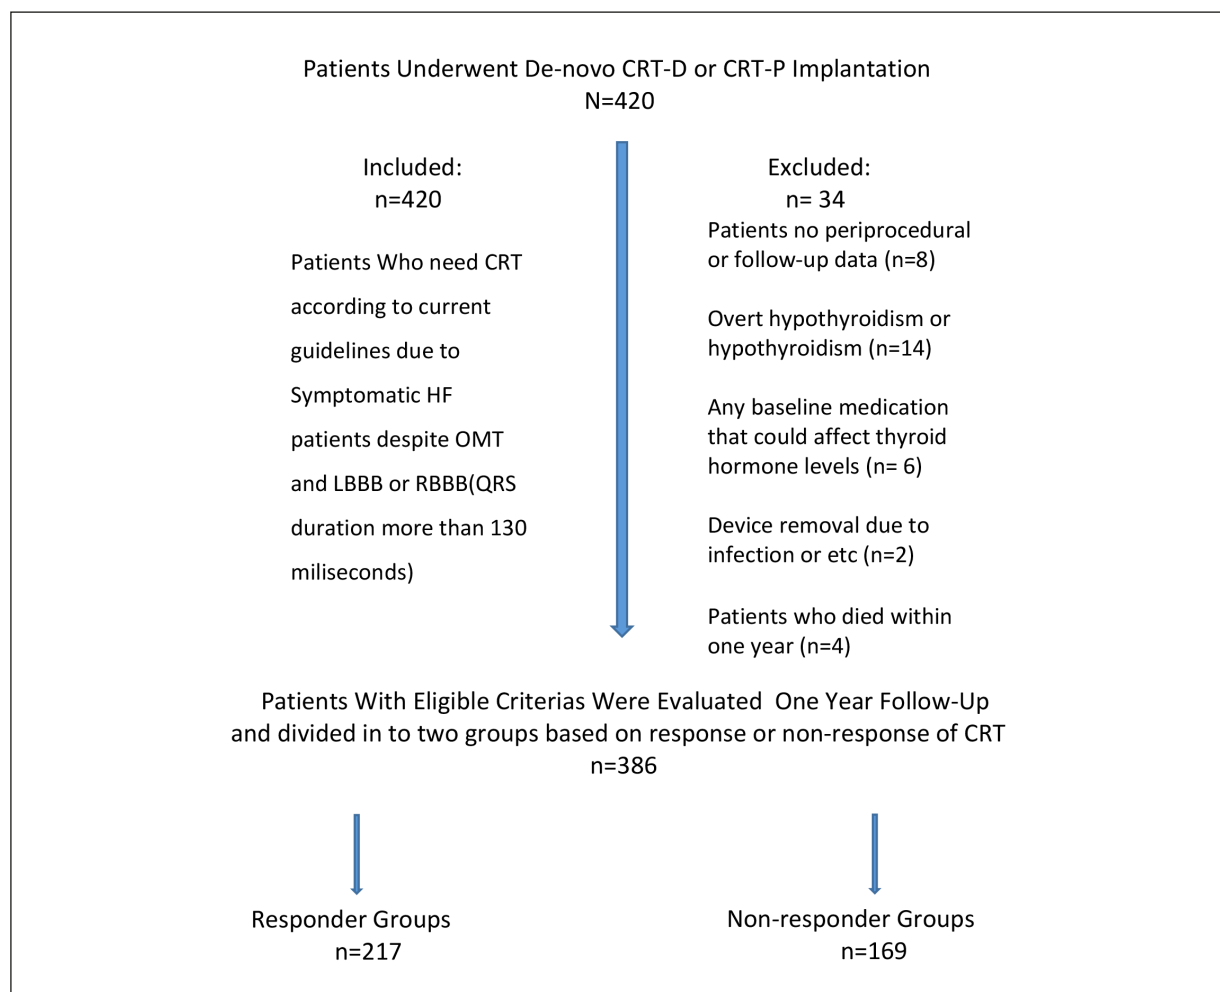 Patients Underwent De-novo CRT-D or CRT-P Implantation
N=420
Included:
n=420
Patients Who need CRT
according to current
guidelines due to
Symptomatic HF
patients despite OMT
and LBBB or RBBB(QRS
duration more than 130
miliseconds)
Excluded:
n= 34
Patients no periprocedural
or follow-up data (n=8)
Overt hypothyroidism or
hypothyroidism (n=14)
Any baseline medication
that could affect thyroid
hormone levels (n= 6)
Device removal due to
infection or etc (n=2)
Patients who died within
one year (n=4)
Patients With Eligible Criterias Were Evaluated  One Year Follow-Up
and divided in to two groups based on response or non-response of CRT
n=386
Responder Groups
n=217
Non-responder Groups
n=169